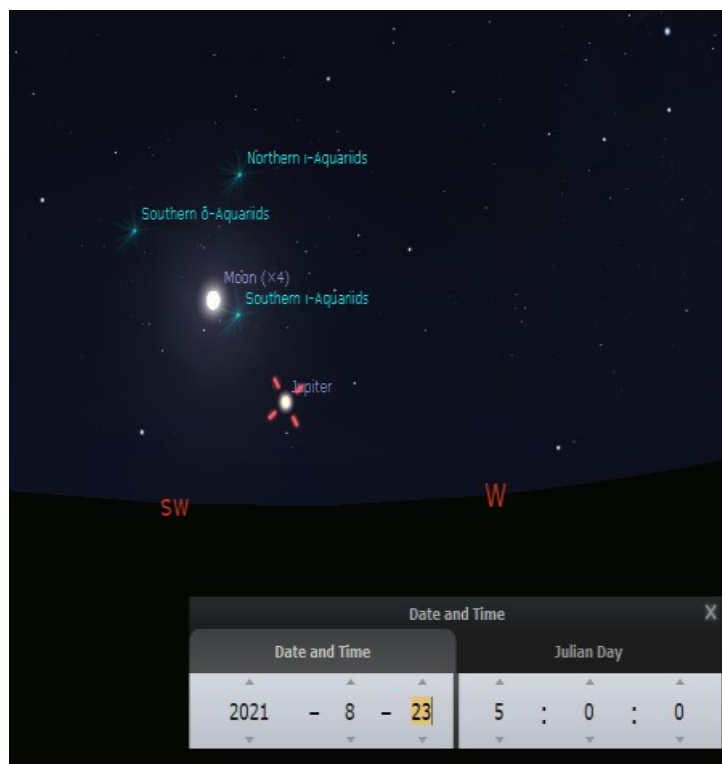 Northern ι-Aquariids
Southern δ-Aquariids
Moon (×4)
Southern ι-Aquariids
Jupiter
SW
W
Date and Time X
Date and Time Julian Day
2021 - 8 - 23 5 : 0 : 0